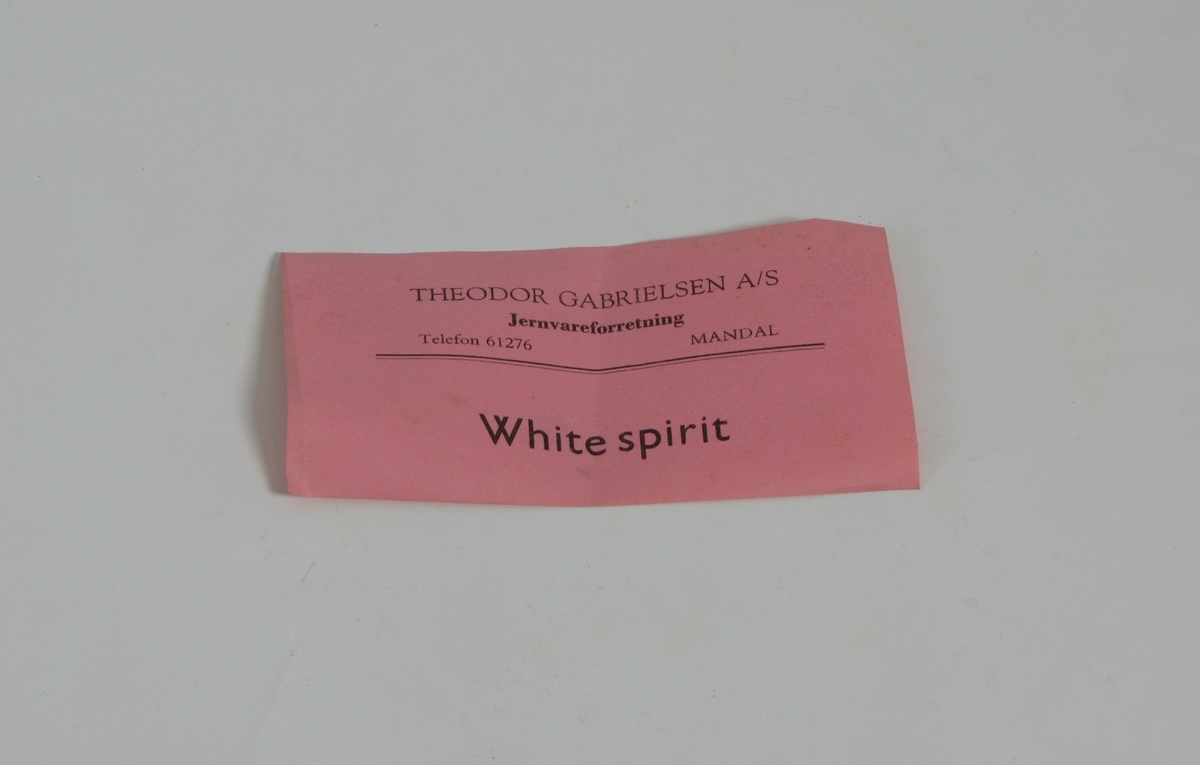 THEODOR GABRIELSEN A/S
Jernvareforretning
Telefon 61276 MANDAL
White spirit